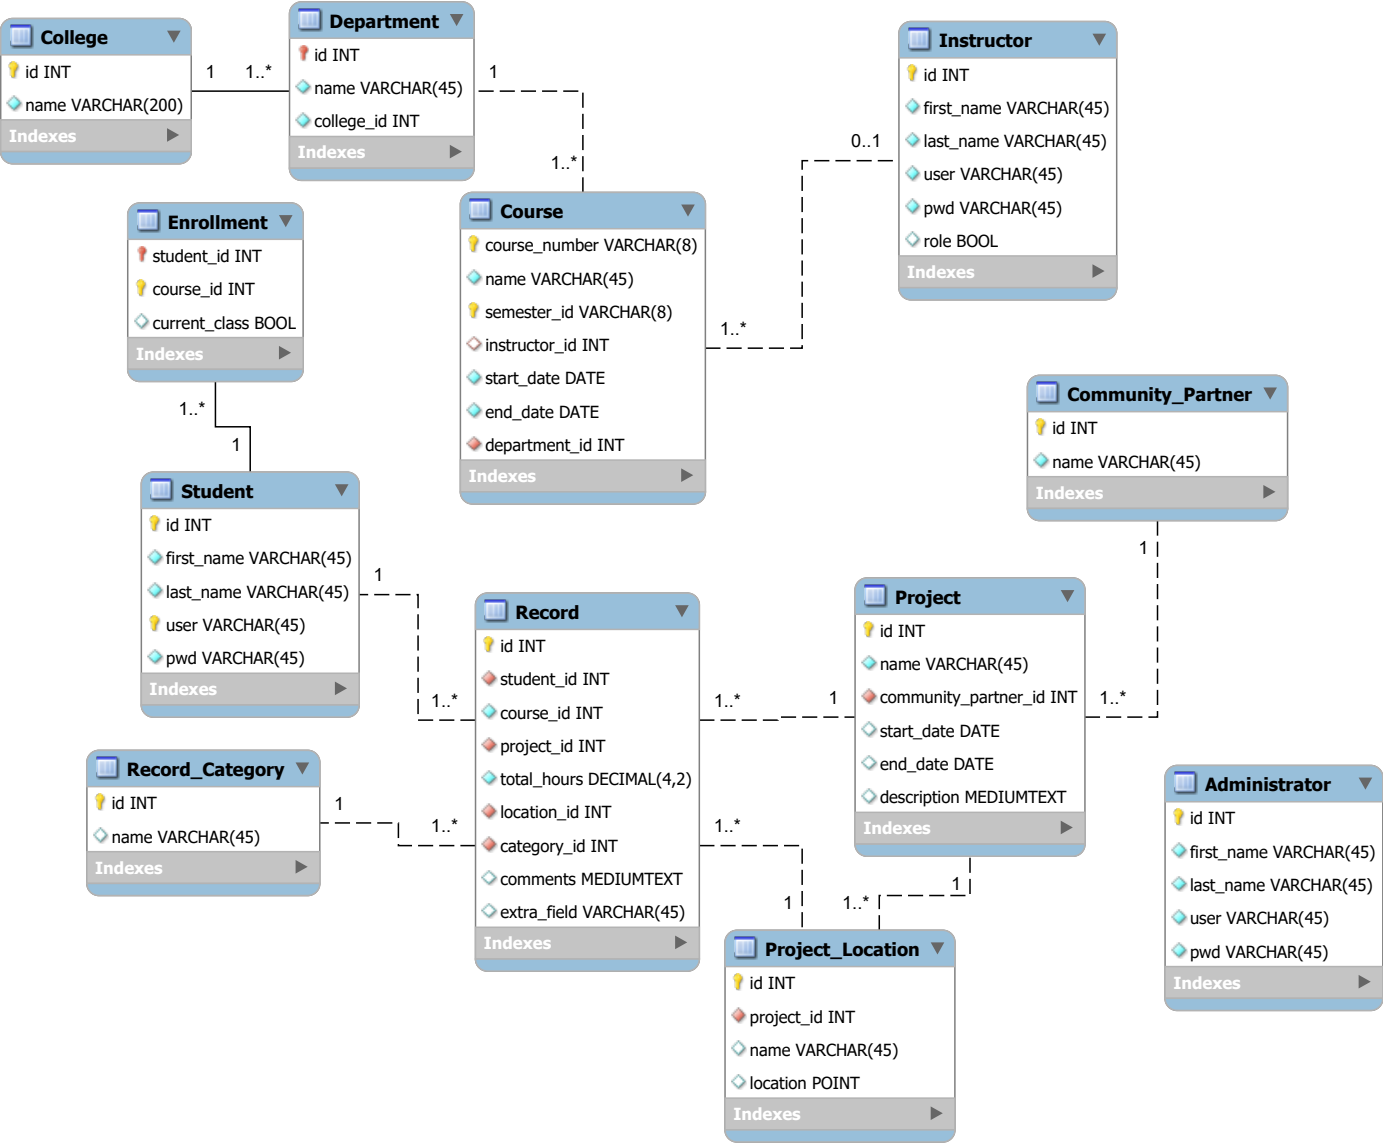 College
id INT
name VARCHAR(200)
Indexes
1
1..*
Department
id INT
name VARCHAR(45)
college_id INT
Indexes
1
1..*
Instructor
id INT
first_name VARCHAR(45)
last_name VARCHAR(45)
user VARCHAR(45)
pwd VARCHAR(45)
role BOOL
Indexes
0..1
1..*
Enrollment
student_id INT
course_id INT
current_class BOOL
Indexes
1..*
1
Course
course_number VARCHAR(8)
name VARCHAR(45)
semester_id VARCHAR(8)
instructor_id INT
start_date DATE
end_date DATE
department_id INT
Indexes
Community_Partner
id INT
name VARCHAR(45)
Indexes
1
1..*
Student
id INT
first_name VARCHAR(45)
last_name VARCHAR(45)
user VARCHAR(45)
pwd VARCHAR(45)
Indexes
1
1..*
Record
id INT
student_id INT
course_id INT
project_id INT
total_hours DECIMAL(4,2)
location_id INT
category_id INT
comments MEDIUMTEXT
extra_field VARCHAR(45)
Indexes
1..*
1
Project
id INT
name VARCHAR(45)
community_partner_id INT
start_date DATE
end_date DATE
description MEDIUMTEXT
Indexes
Record_Category
id INT
name VARCHAR(45)
Indexes
1
1..*
1..*
1
1..*
1
Project_Location
id INT
project_id INT
name VARCHAR(45)
location POINT
Indexes
Administrator
id INT
first_name VARCHAR(45)
last_name VARCHAR(45)
user VARCHAR(45)
pwd VARCHAR(45)
Indexes